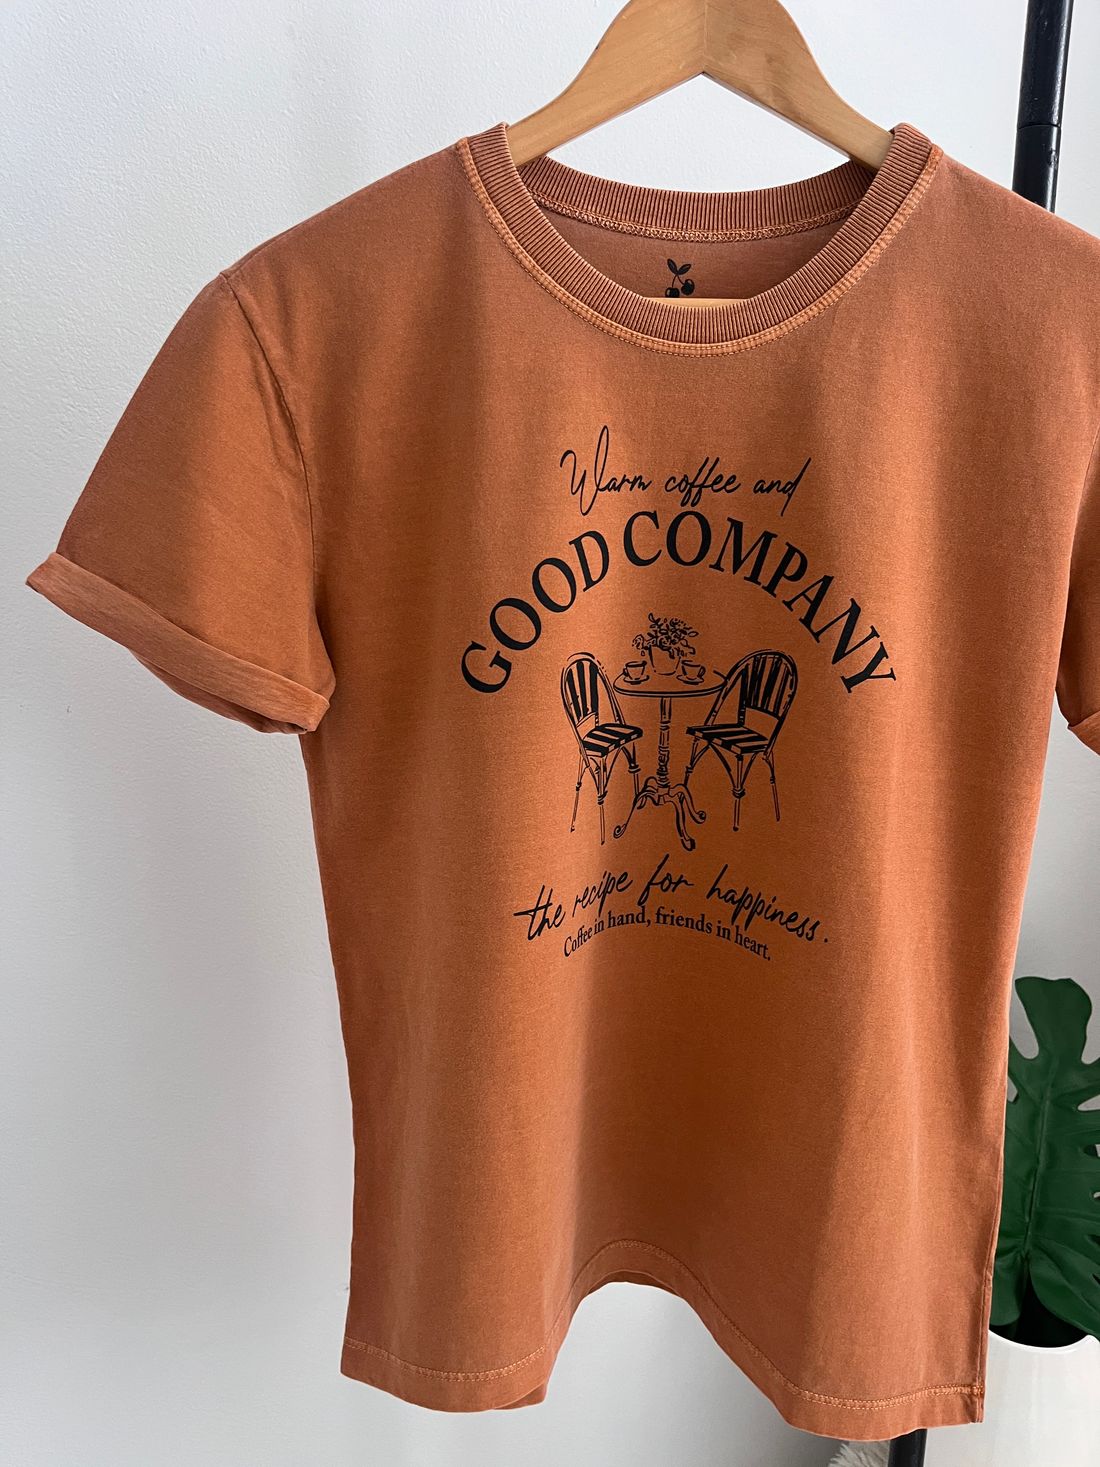 Warm coffee and
GOOD COMPANY
the recipe for happiness.
Coffee in hand, friends in heart.